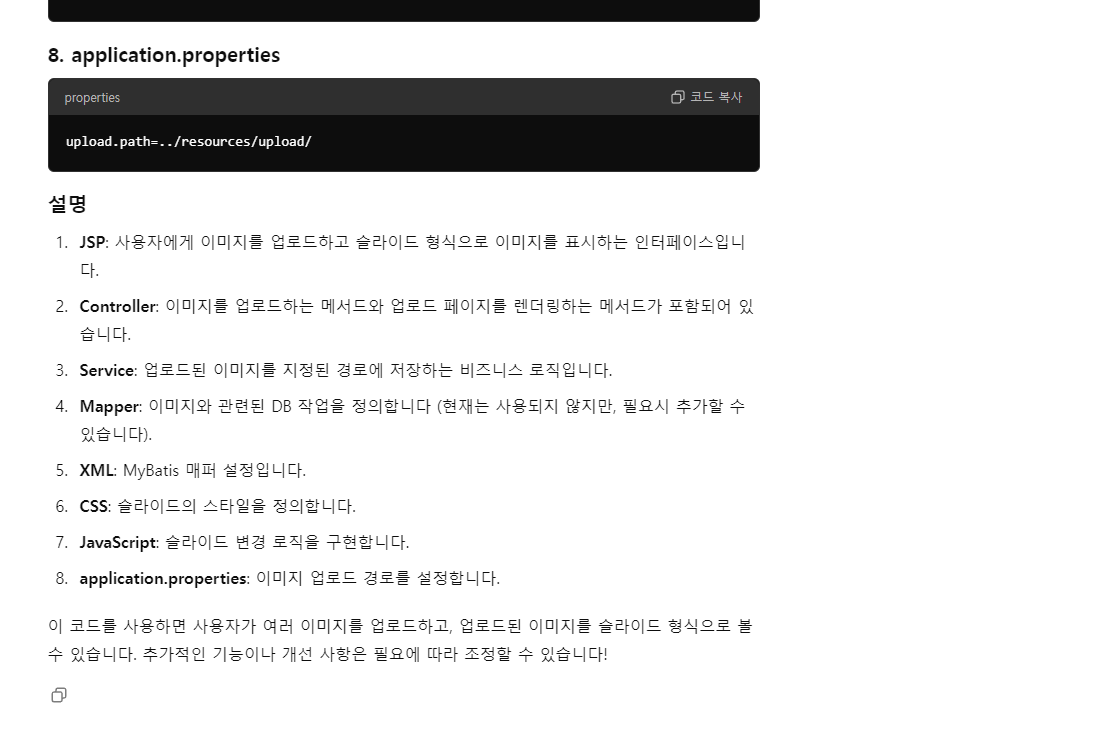 8. application.properties
properties
코드 복사
upload.path=../resources/upload/
설명
1. JSP: 사용자에게 이미지를 업로드하고 슬라이드 형식으로 이미지를 표시하는 인터페이스입니
다.
2. Controller: 이미지를 업로드하는 메서드와 업로드 페이지를 렌더링하는 메서드가 포함되어 있
습니다.
3. Service: 업로드된 이미지를 지정된 경로에 저장하는 비즈니스 로직입니다.
4. Mapper: 이미지와 관련된 DB 작업을 정의합니다 (현재는 사용되지 않지만, 필요시 추가할 수
있습니다).
5. XML: MyBatis 매퍼 설정입니다.
6. CSS: 슬라이드의 스타일을 정의합니다.
7. JavaScript: 슬라이드 변경 로직을 구현합니다.
8. application.properties: 이미지 업로드 경로를 설정합니다.
이 코드를 사용하면 사용자가 여러 이미지를 업로드하고, 업로드된 이미지를 슬라이드 형식으로 볼
수 있습니다. 추가적인 기능이나 개선 사항은 필요에 따라 조정할 수 있습니다!